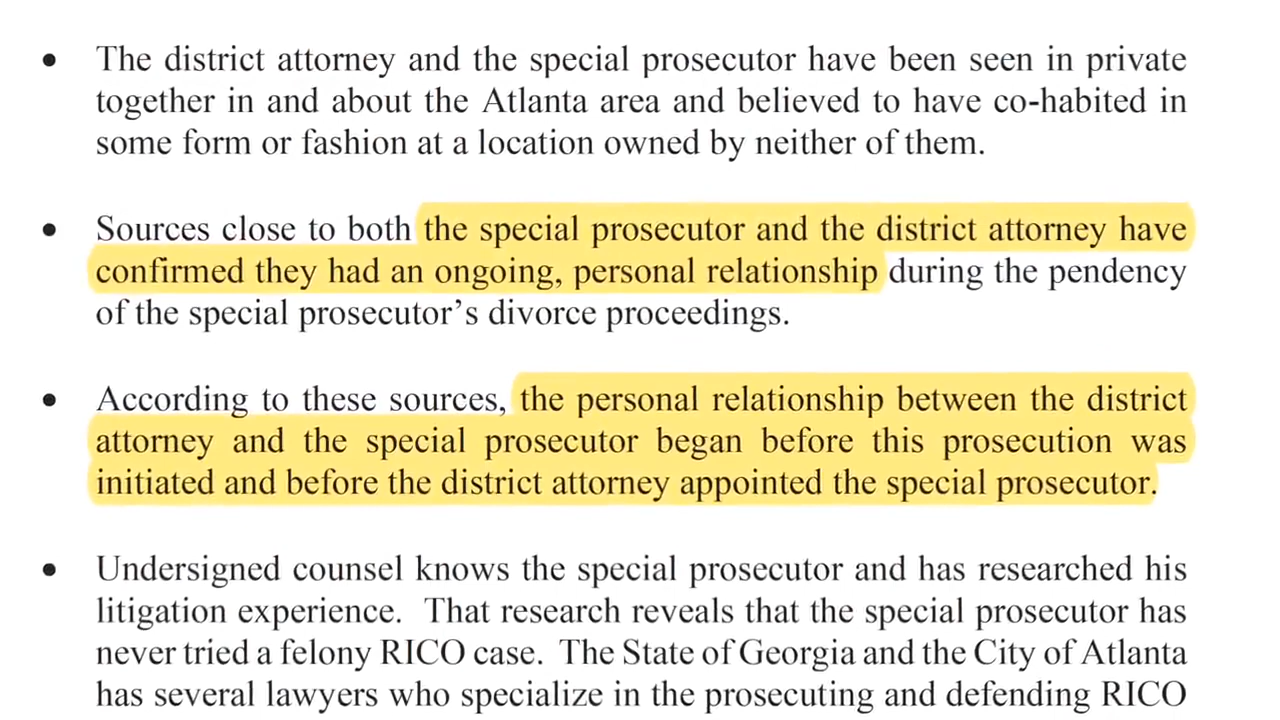 • The district attorney and the special prosecutor have been seen in private
together in and about the Atlanta area and believed to have co-habited in
some form or fashion at a location owned by neither of them.
• Sources close to both the special prosecutor and the district attorney have
confirmed they had an ongoing, personal relationship during the pendency
of the special prosecutor’s divorce proceedings.
• According to these sources, the personal relationship between the district
attorney and the special prosecutor began before this prosecution was
initiated and before the district attorney appointed the special prosecutor.
• Undersigned counsel knows the special prosecutor and has researched his
litigation experience.  That research reveals that the special prosecutor has
never tried a felony RICO case.  The State of Georgia and the City of Atlanta
has several lawyers who specialize in the prosecuting and defending RICO